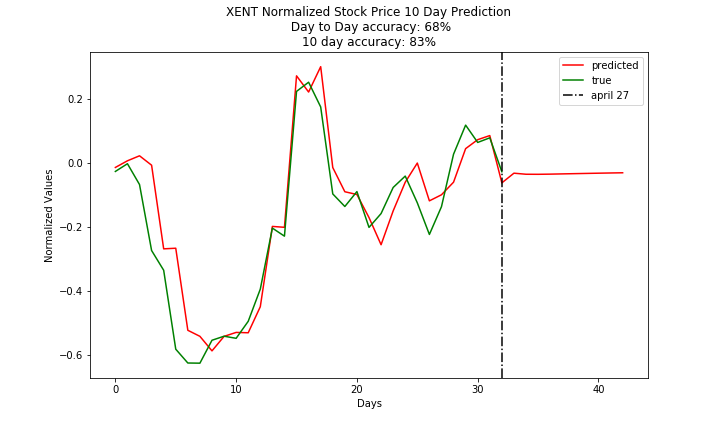 XENT Normalized Stock Price 10 Day Prediction
Day to Day accuracy: 68%
10 day accuracy: 83%
predicted
true
april 27
Normalized Values
0.2
0.0
−0.2
−0.4
−0.6
0 10 20 30 40
Days